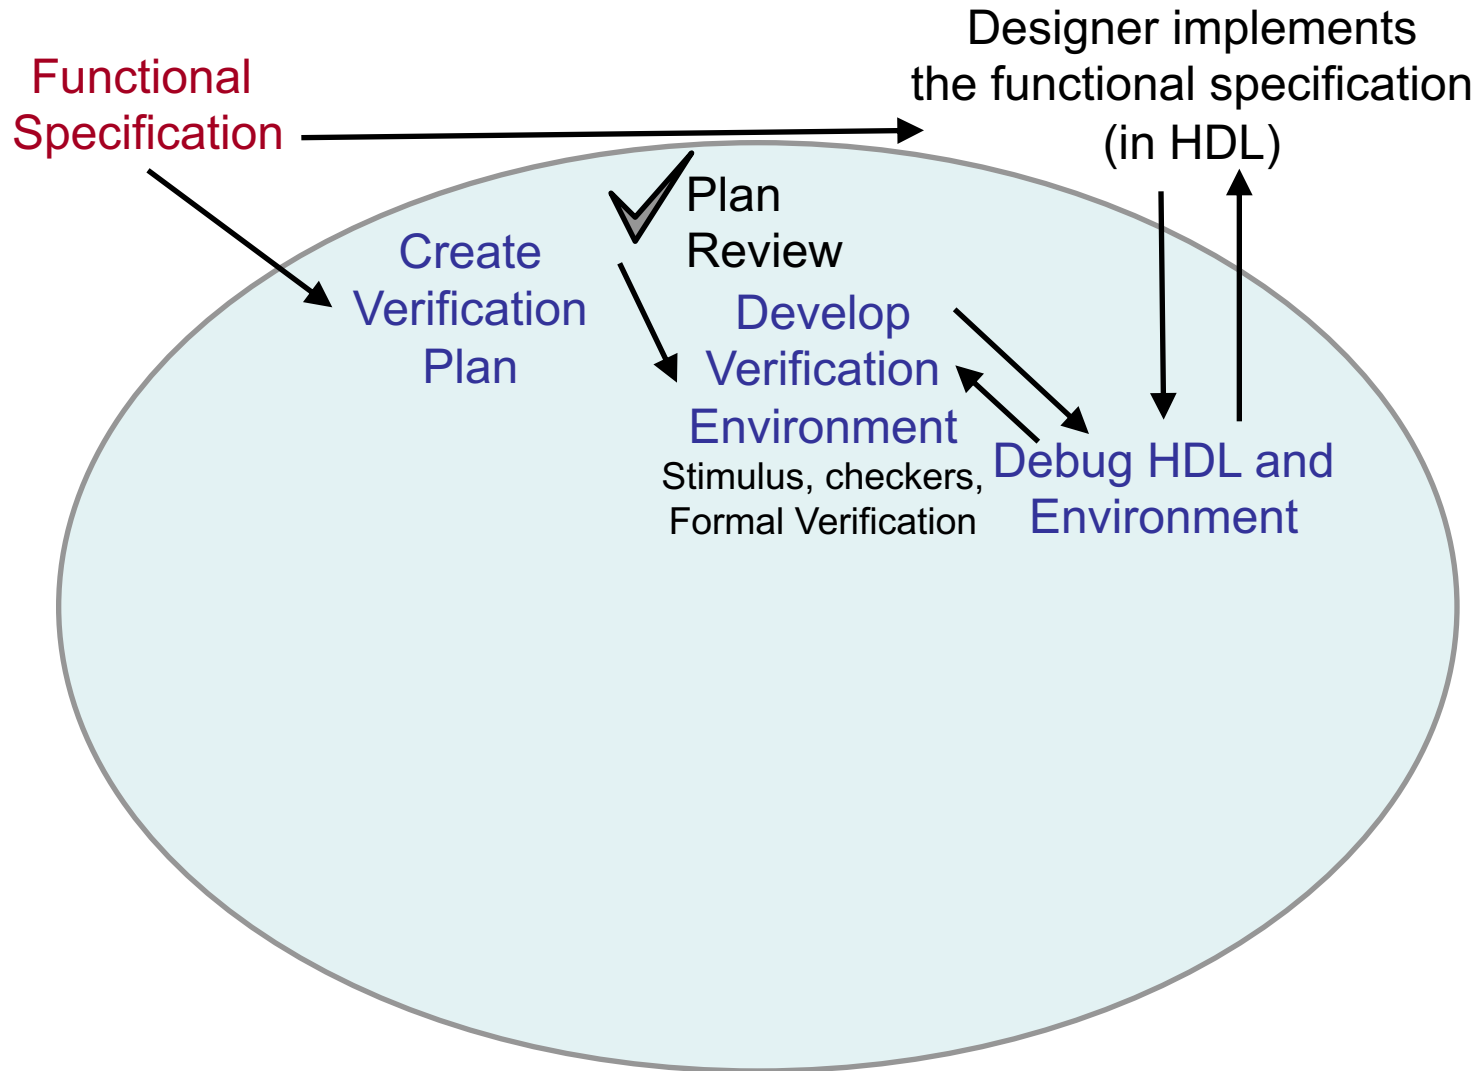 Functional
Specification
Designer implements
the functional specification
(in HDL)
Plan
Review
Create
Verification
Plan
Develop
Verification
Environment
Stimulus, checkers,
Formal Verification
Debug HDL and
Environment